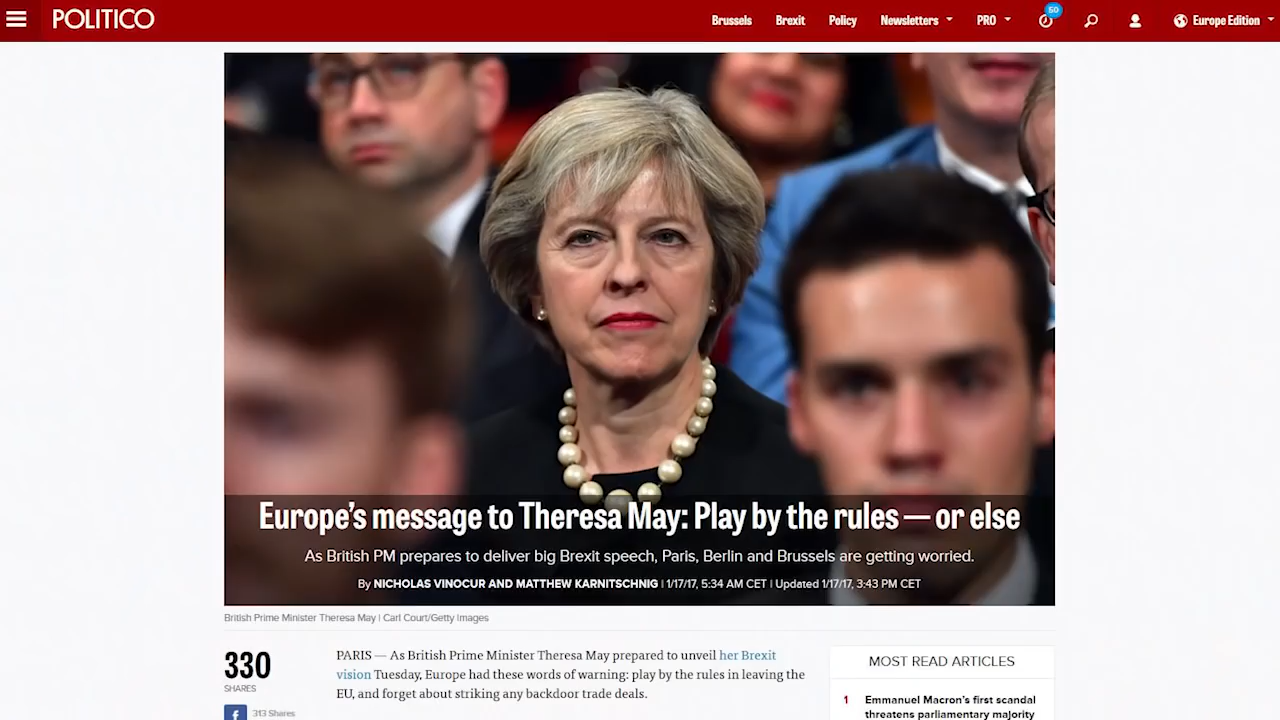 POLITICO
Brussels Brexit Policy Newsletters PRO 50 Europe Edition
Europe's message to Theresa May: Play by the rules — or else
As British PM prepares to deliver big Brexit speech, Paris, Berlin and Brussels are getting worried.
By NICHOLAS VINOCUR AND MATTHEW KARNITSCHNIG | 1/17/17, 5:34 AM CET | Updated 1/17/17, 3:43 PM CET
British Prime Minister Theresa May | Carl Court/Getty Images
330
SHARES
f 313 Shares
PARIS — As British Prime Minister Theresa May prepared to unveil her Brexit
vision Tuesday, Europe had these words of warning: play by the rules in leaving the
EU, and forget about striking any backdoor trade deals.
MOST READ ARTICLES
1 Emmanuel Macron's first scandal
threatens parliamentary majority